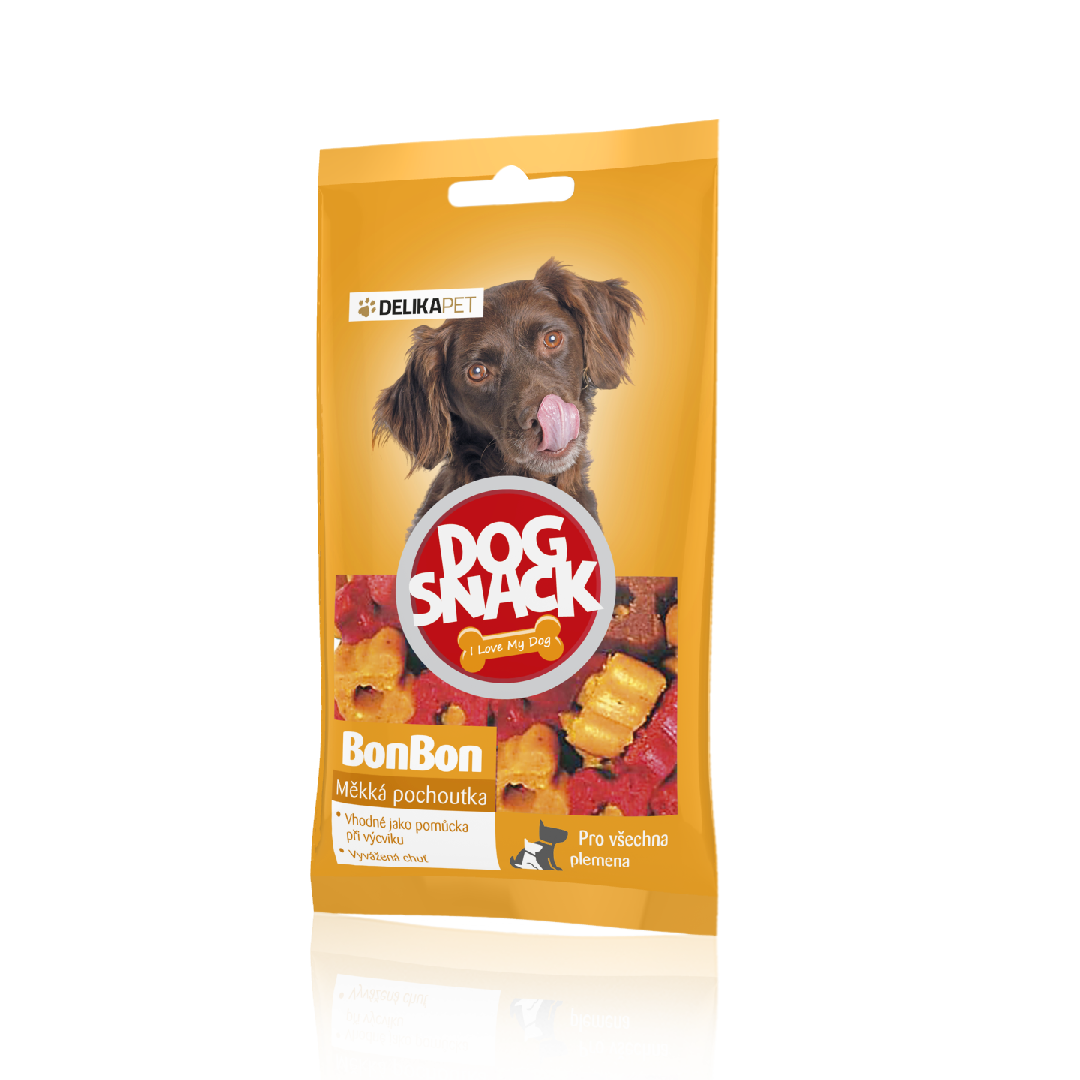 DELIKAPET
DOG
SNACK
I Love My Dog
BonBon
Měkká pochoutka
• Vhodné jako pomůcka
při výcviku
• Vyvážená chuť
Pro všechna
plemena